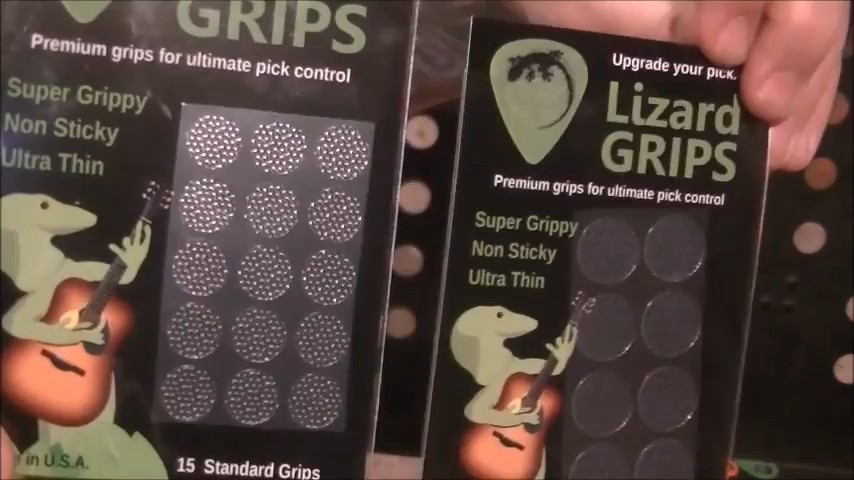 GRIPS
Premium grips for ultimate pick control
Super Grippy
Non Sticky
Ultra Thin
in U.S.A.
15 Standard Grips
Upgrade your pick.
Lizard
GRIPS
Premium grips for ultimate pick control
Super Grippy
Non Sticky
Ultra Thin